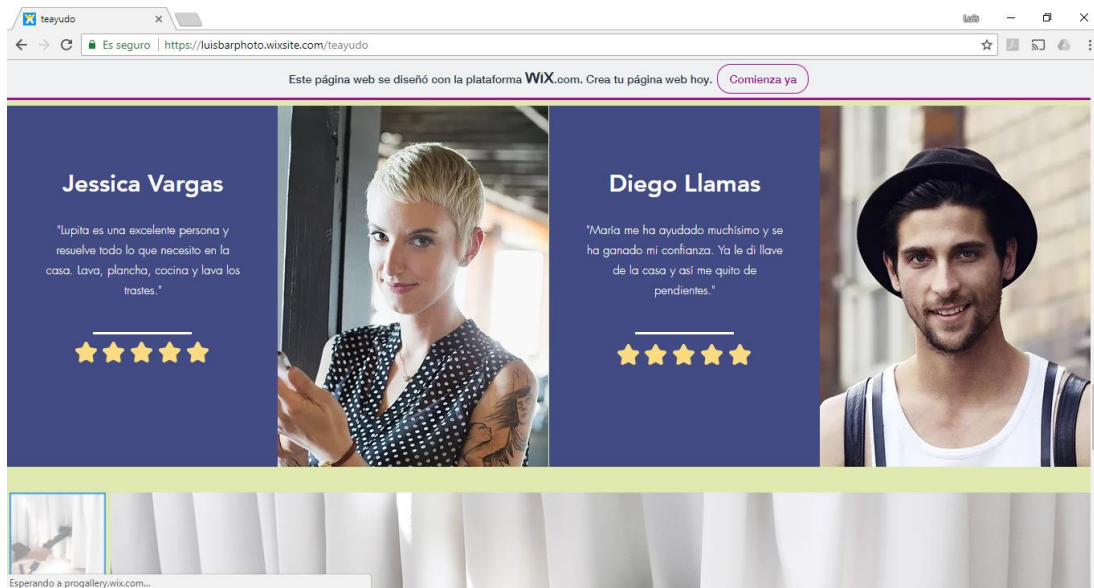 teayudo
Luis
Es seguro | https://luisbarphoto.wixsite.com/teayudo
Este página web se diseñó con la plataforma WiX.com. Crea tu página web hoy. Comienza ya
Jessica Vargas
"Lupita es una excelente persona y
resuelve todo lo que necesito en la
casa. Lava, plancha, cocina y lava los
trastes."
Diego Llamas
"María me ha ayudado muchísimo y se
ha ganado mi confianza. Ya le di llave
de la casa y así me quito de
pendientes."
Esperando a progallery.wix.com...